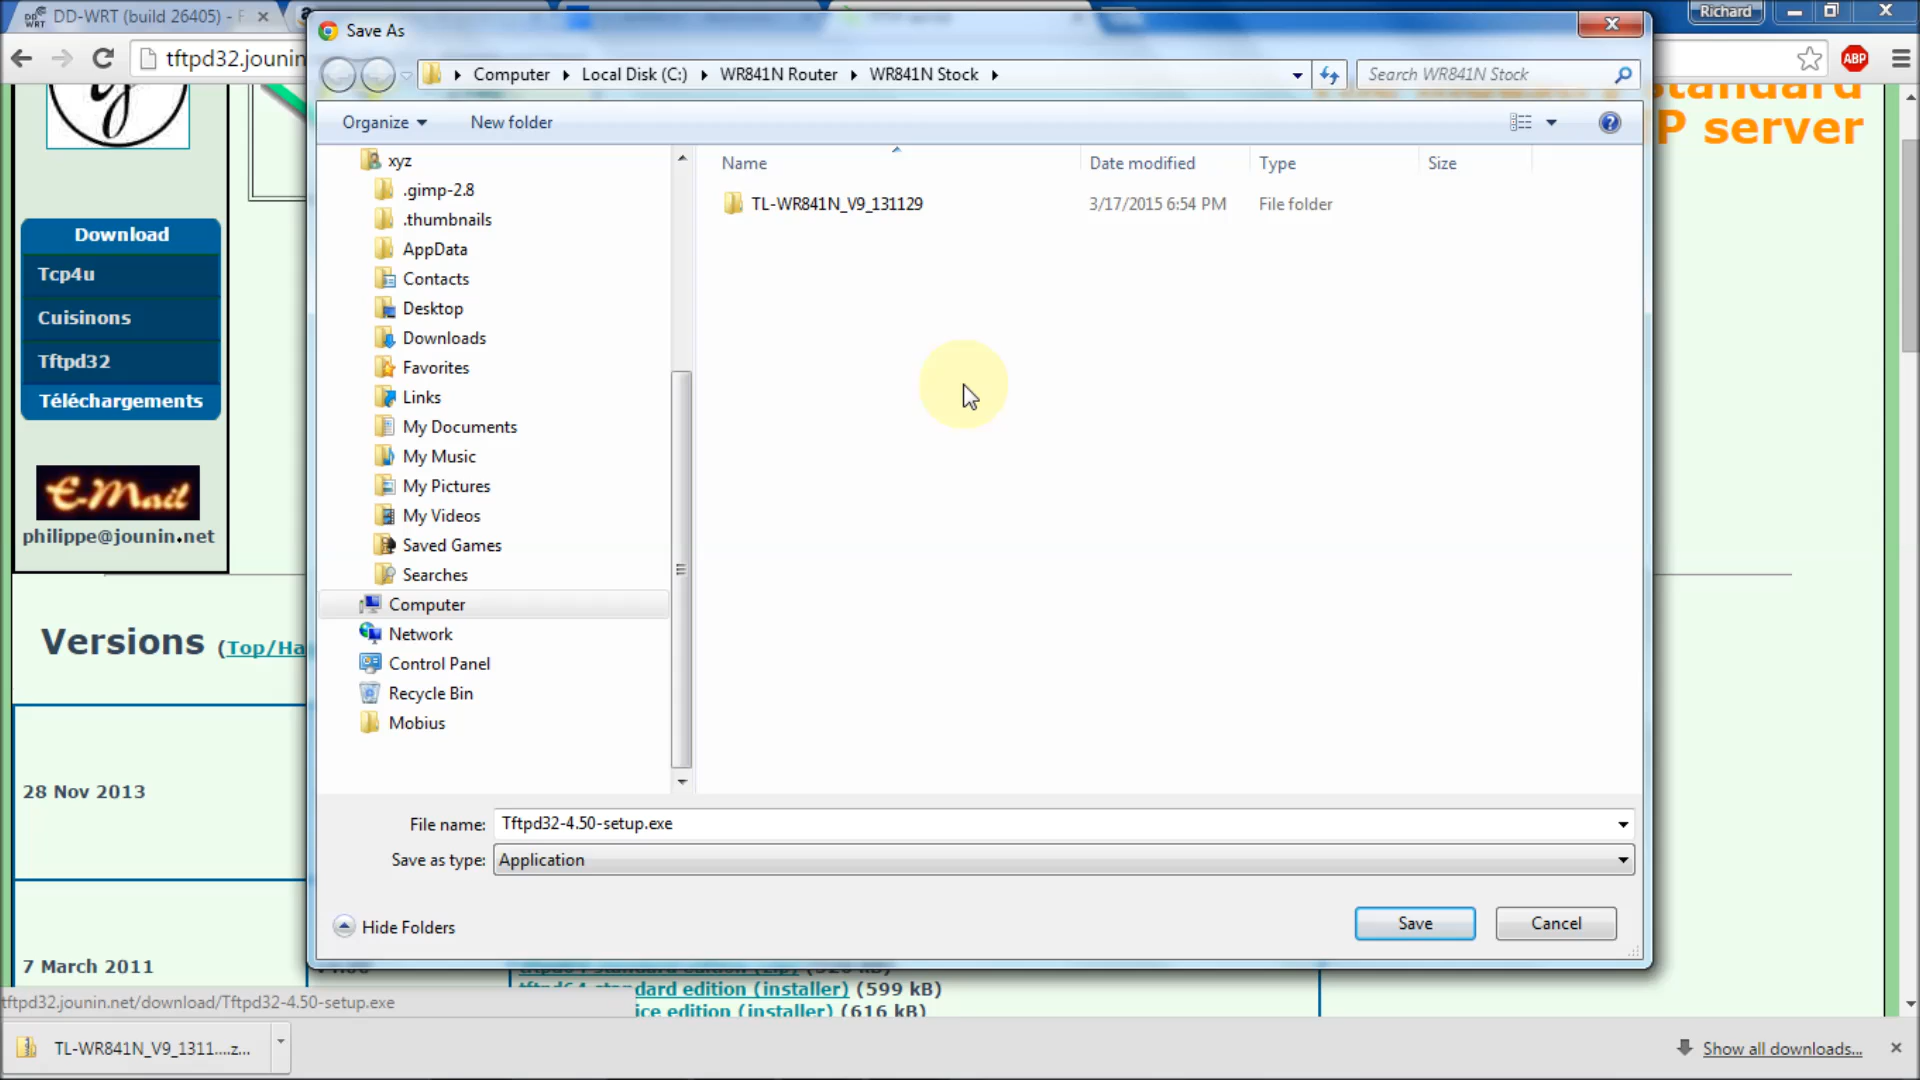 DD-WRT (build 26405) - F
Richard
tftpd32.jounin
ABP
Save As
Computer
Local Disk (C:)
WR841N Router
WR841N Stock
Search WR841N Stock
standard
P server
Organize
New folder
Name
Date modified
Type
Size
TL-WR841N_V9_131129
3/17/2015 6:54 PM
File folder
xyz
.gimp-2.8
.thumbnails
AppData
Contacts
Desktop
Downloads
Favorites
Links
My Documents
My Music
My Pictures
My Videos
Saved Games
Searches
Computer
Network
Control Panel
Recycle Bin
Mobius
Download
Tcp4u
Cuisinons
Tftpd32
Téléchargements
E-Mail
philippe@jounin.net
Versions (Top/Ha
28 Nov 2013
7 March 2011
File name:
Tftpd32-4.50-setup.exe
Save as type:
Application
Hide Folders
Save
Cancel
dard edition (installer) (599 kB)
ice edition (installer) (616 kB)
tftpd32.jounin.net/download/Tftpd32-4.50-setup.exe
TL-WR841N_V9_1311....z...
Show all downloads...